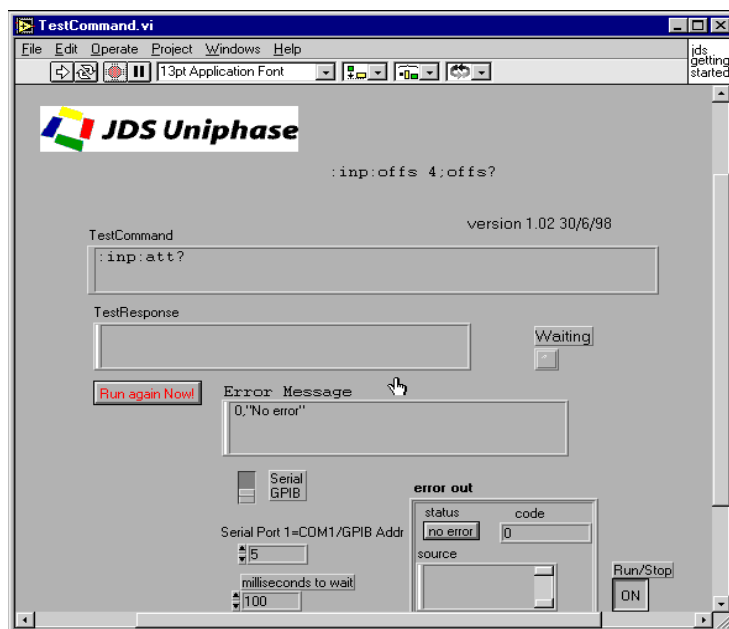 TestCommand.vi
File Edit Operate Project Windows Help
13pt Application Font
jds
getting
started
JDS Uniphase
:inp:offs 4;offs?
version 1.02 30/6/98
TestCommand
:inp:att?
TestResponse
Waiting
Run again Now!
Error Message
0,"No error"
Serial
GPIB
error out
status code
no error 0
Serial Port 1=COM1/GPIB Addr
5
source
milliseconds to wait
100
Run/Stop
ON